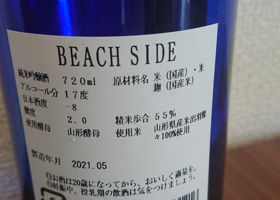 BEACH SIDE
純米吟醸酒 720ml 原材料名 米(国産)・米
アルコール分 17度 麹(国産米)
日本酒度 -8
酸度 2.0 精米歩合 55%
使用酵母 山形酵母 使用米 山形県産米出羽燦
々100%使用
製造年月 2021.05
お酒は20歳になってから。おいしく適量を。
妊娠中、授乳期の飲酒は気をつけましょう。